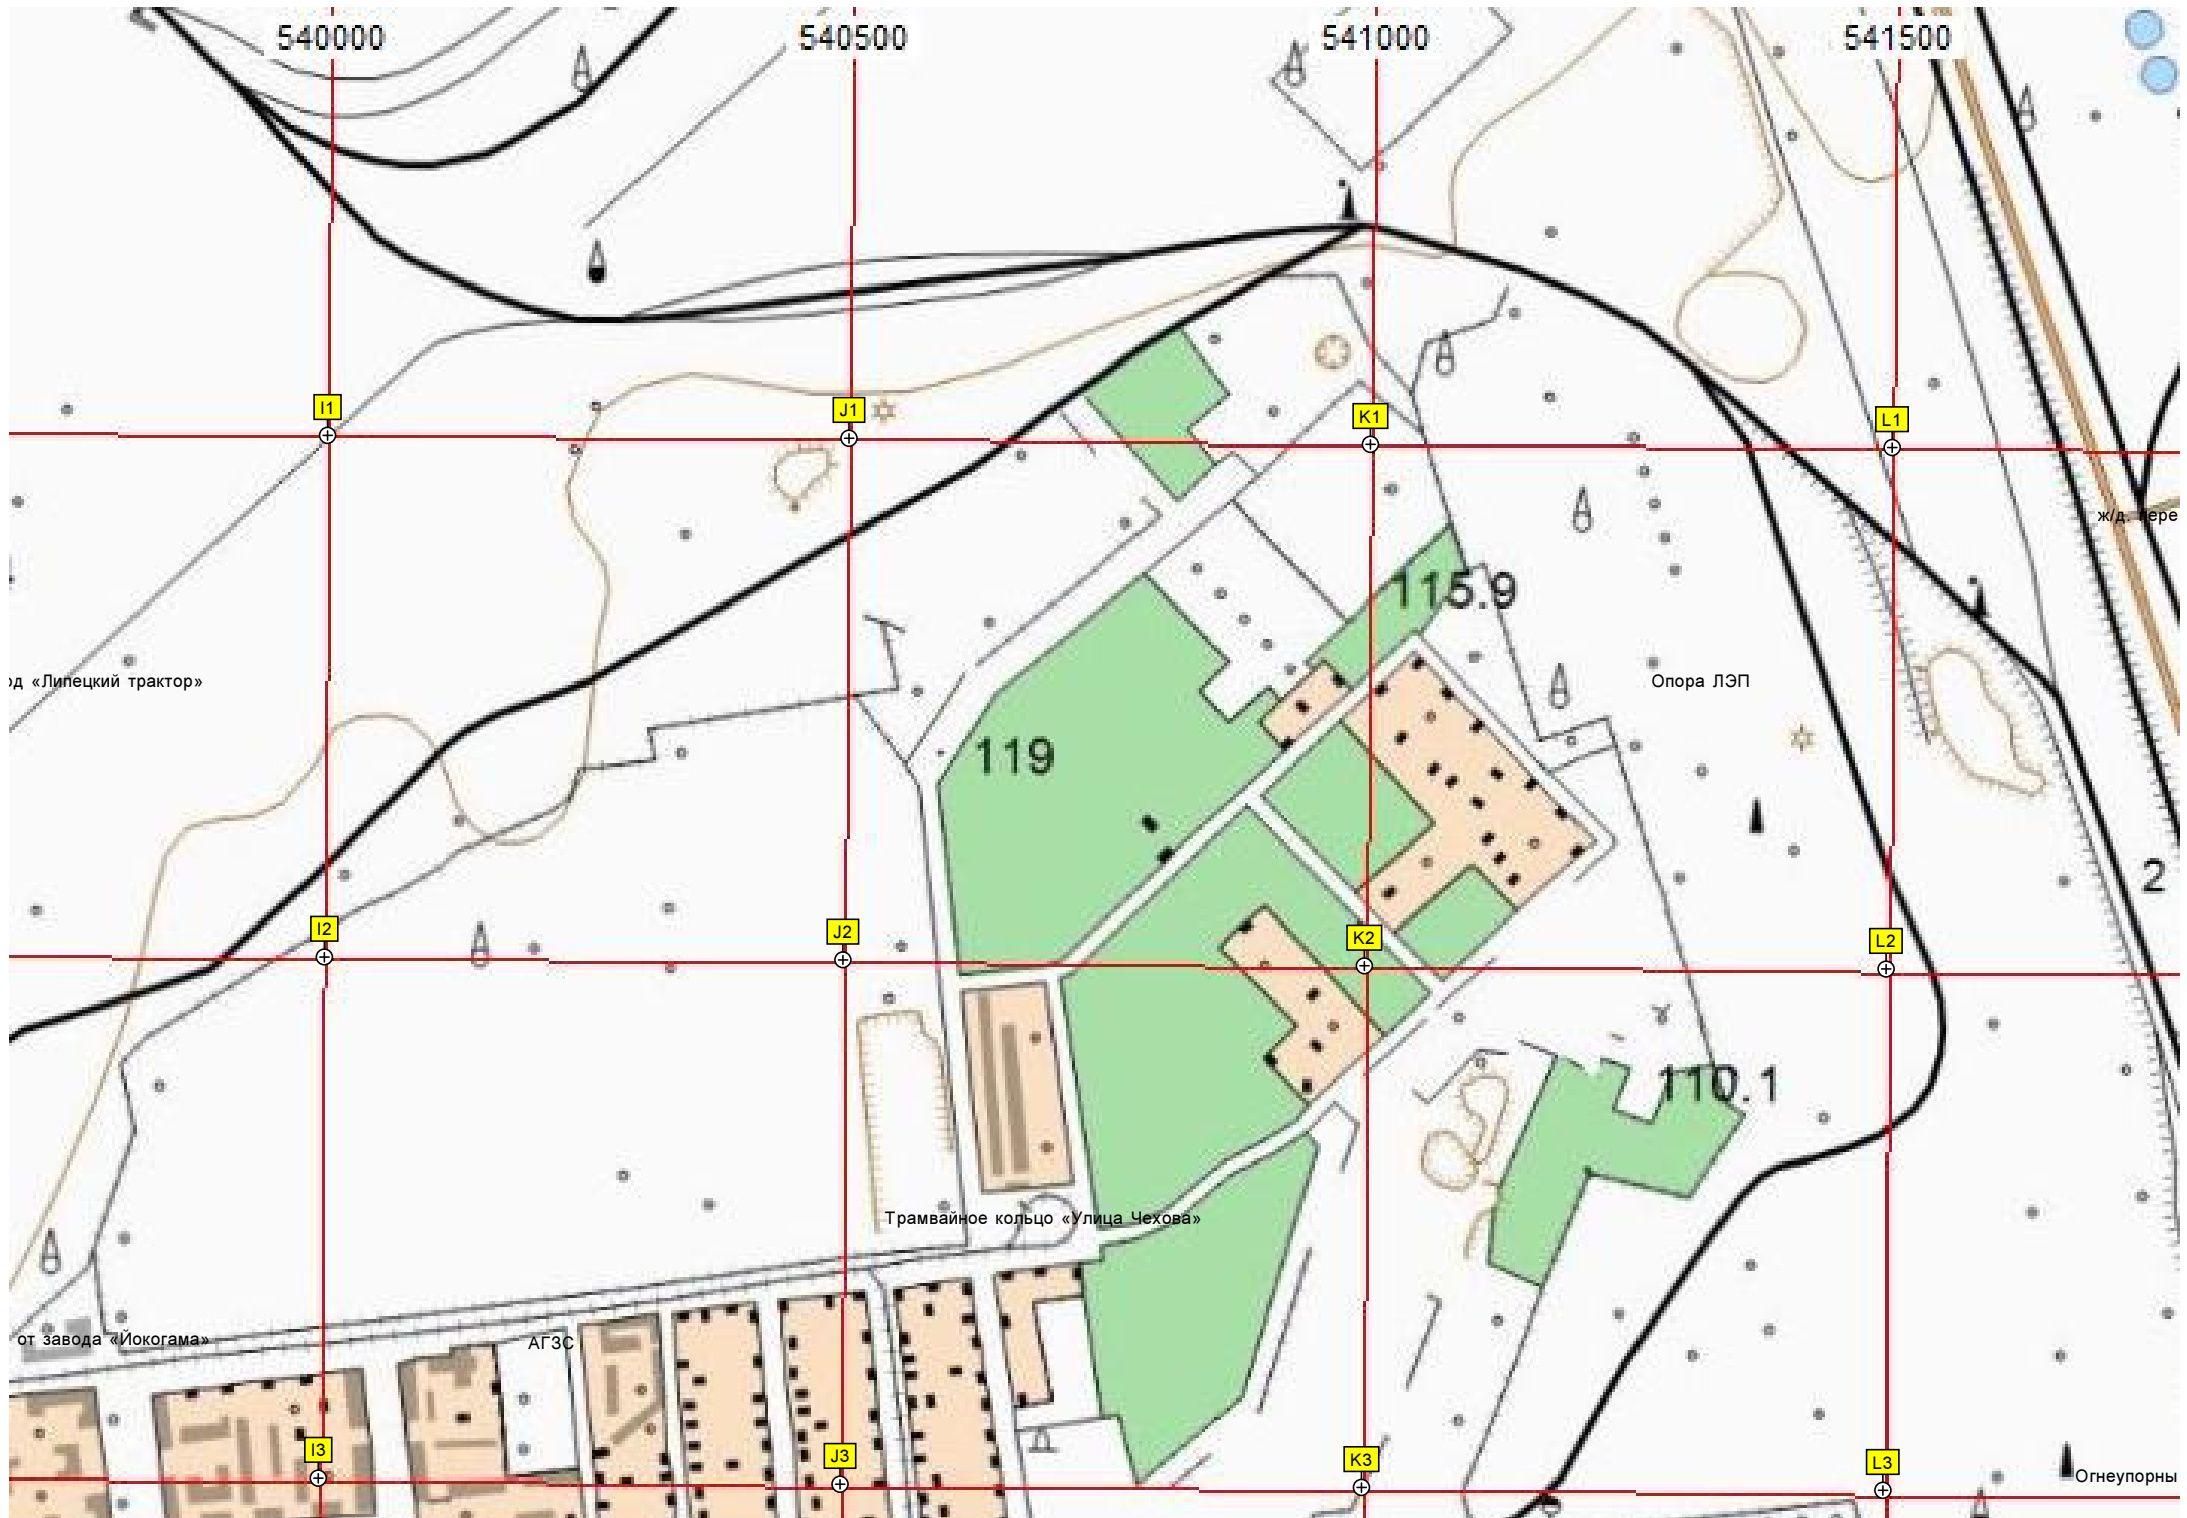 540000 540500 541000 541500
I1 J1 K1 L1
ж/д. пере
115.9
од «Липецкий трактор»
Опора ЛЭП
119
2
I2 J2 K2 L2
110.1
Трамвайное кольцо «Улица Чехова»
от завода «Йокогама»
АГЗС
I3 J3 K3 L3
Огнеупорны